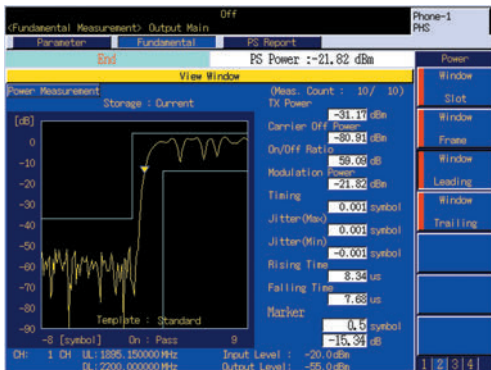 Off
Phone-1
<Fundamental Measurement> Output Main
PHS
Parameter Fundamental PS Report
End PS Power :-21.82 dBm
Power
View Window
Window
Slot
Power Measurement (Meas. Count : 10/ 10)
Storage : Current
TX Power
-31.17 dBm
Window
Frame
[dB]
Carrier Off Power
-80.91 dBm
0
On/Off Ratio
59.09 dB
Window
Leading
-10
Modulation Power
-21.82 dBm
-20
Timing
0.001 symbol
Window
Trailing
-30
Jitter(Max)
0.001 symbol
-40
Jitter(Min)
-0.001 symbol
-50
Rising Time
8.34 us
-60
Falling Time
7.68 us
-70
Marker
0.5 symbol
-15.34 dB
-80
Template : Standard
-90
-8 [symbol] On : Pass 9
CH: 1 CH UL:1895.150000MHz Input Level : -20.0dBm
DL:2200.000000MHz Output Level: -55.0dBm
1 2 3 4